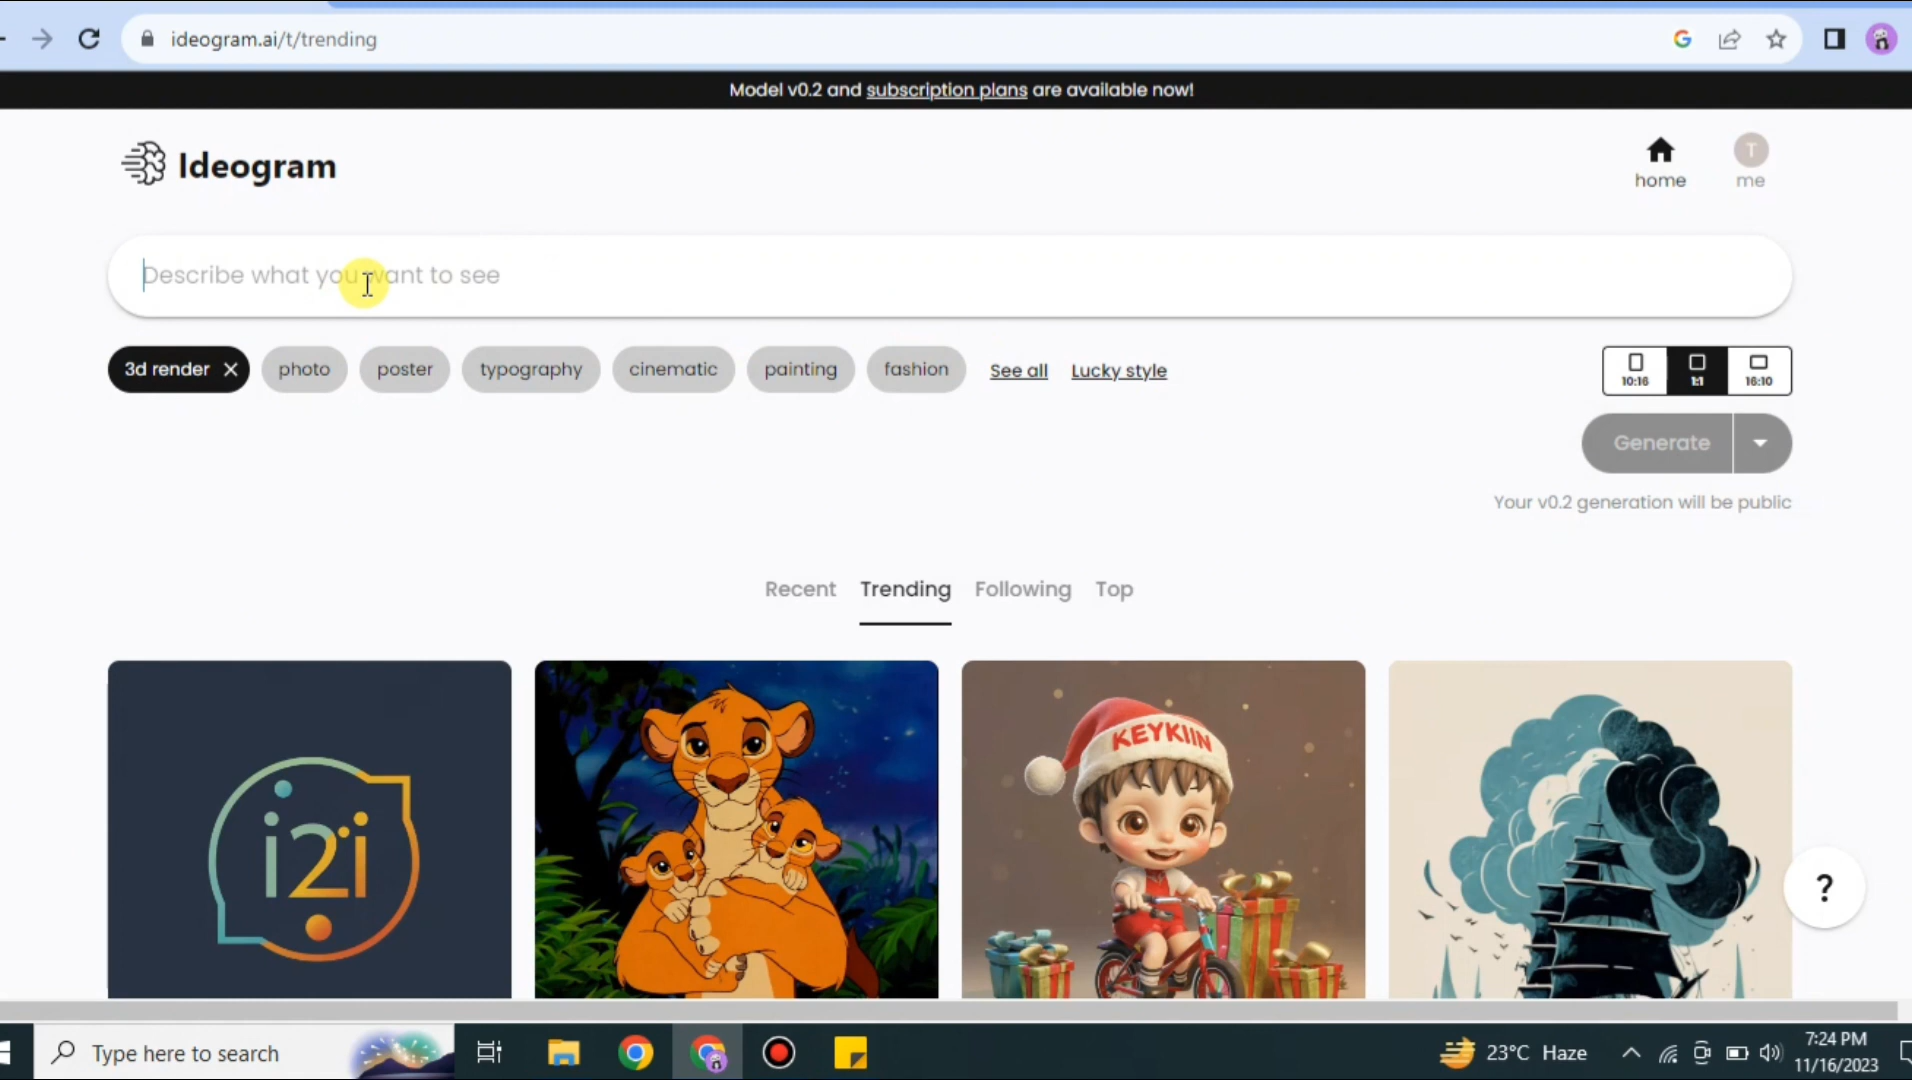 ideogram.ai/t/trending
Model v0.2 and subscription plans are available now!
Ideogram
home
T
me
Describe what you want to see
3d render
photo
poster
typography
cinematic
painting
fashion
See all
Lucky style
10:16
1:1
16:10
Generate
Your v0.2 generation will be public
Recent
Trending
Following
Top
i2i
KEYKIIN
?
Type here to search
23°C Haze
7:24 PM
11/16/2023